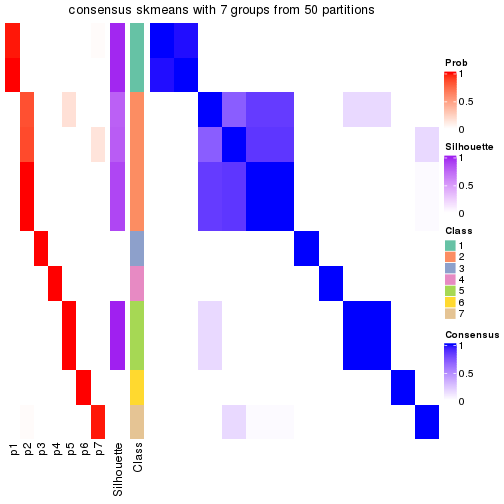 consensus skmeans with 7 groups from 50 partitions
Prob
1
0.5
0
Silhouette
1
0.5
0
Class
1
2
3
4
5
6
7
Consensus
1
0.5
0
p1
p2
p3
p4
p5
p6
p7
Silhouette
Class